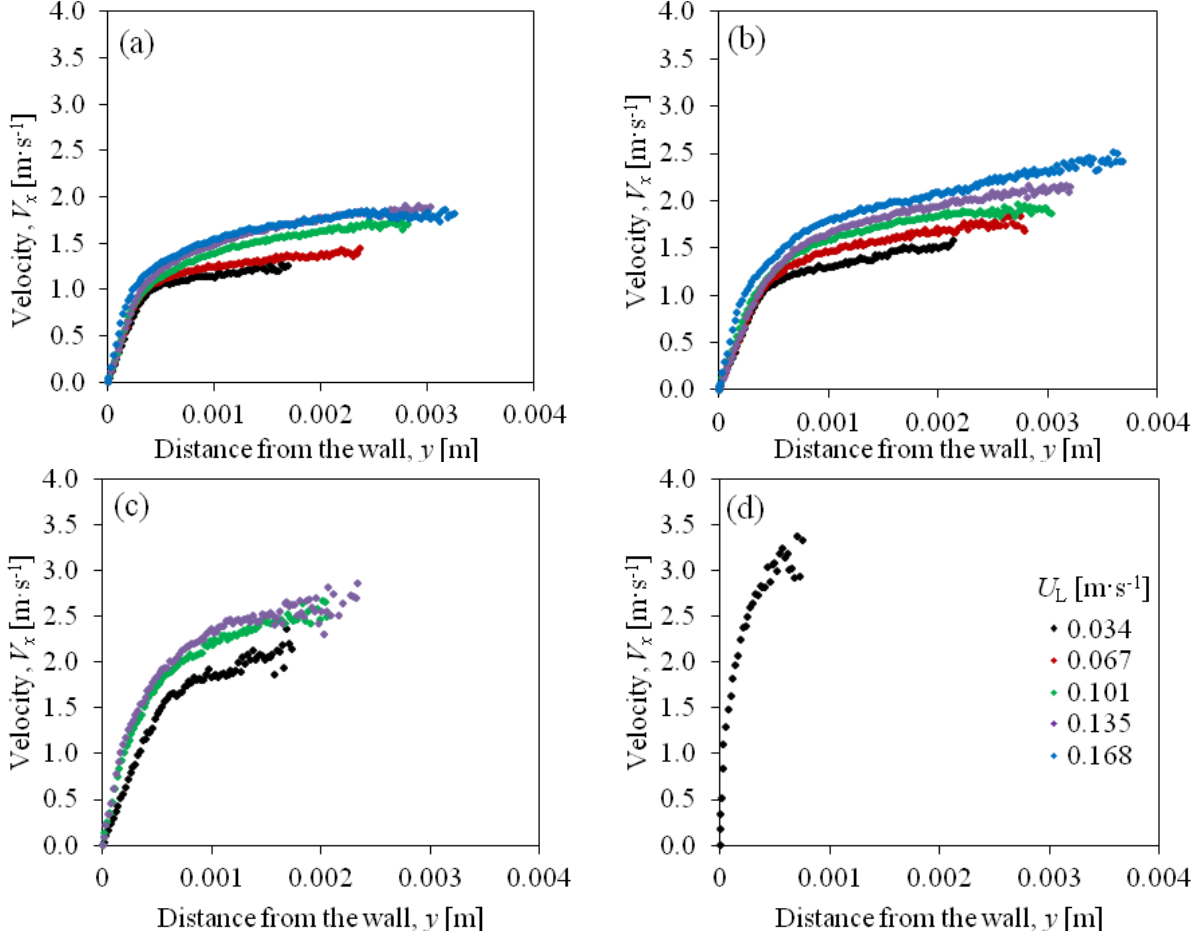 (a)
4.0
3.5
3.0
2.5
2.0
1.5
1.0
0.5
0.0
Velocity, Vx [m·s-1]
0 0.001 0.002 0.003 0.004
Distance from the wall, y [m]
(b)
4.0
3.5
3.0
2.5
2.0
1.5
1.0
0.5
0.0
Velocity, Vx [m·s-1]
0 0.001 0.002 0.003 0.004
Distance from the wall, y [m]
(c)
4.0
3.5
3.0
2.5
2.0
1.5
1.0
0.5
0.0
Velocity, Vx [m·s-1]
0 0.001 0.002 0.003 0.004
Distance from the wall, y [m]
(d)
4.0
3.5
3.0
2.5
2.0
1.5
1.0
0.5
0.0
Velocity, Vx [m·s-1]
UL [m·s-1]
0.034
0.067
0.101
0.135
0.168
0 0.001 0.002 0.003 0.004
Distance from the wall, y [m]